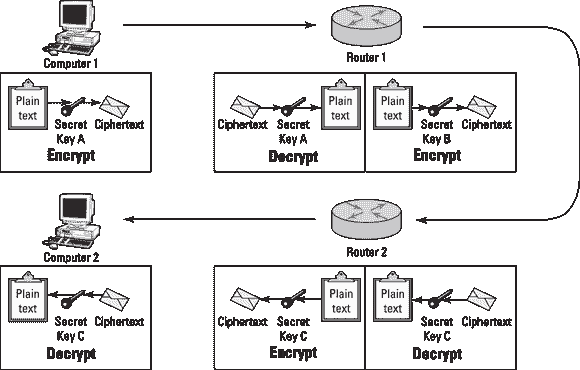 Computer 1
Router 1
Plain
text
Secret
Key A
Ciphertext
Encrypt
Ciphertext
Secret
Key A
Plain
text
Decrypt
Plain
text
Secret
Key B
Ciphertext
Encrypt
Computer 2
Router 2
Plain
text
Secret
Key C
Ciphertext
Decrypt
Ciphertext
Secret
Key C
Plain
text
Encrypt
Plain
text
Secret
Key C
Ciphertext
Decrypt